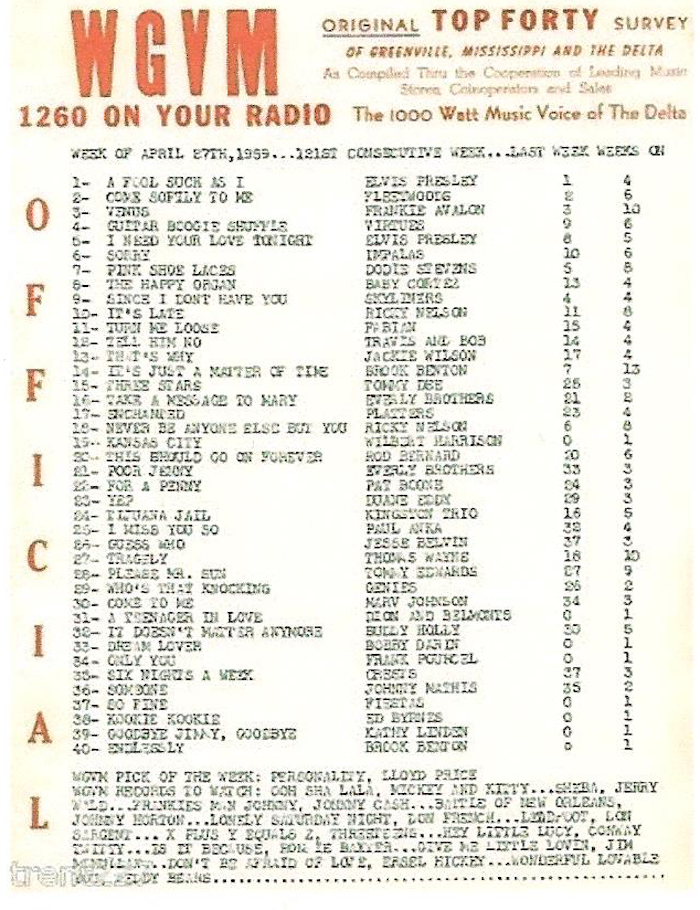 WGVM
ORIGINAL TOP FORTY SURVEY
OF GREENVILLE, MISSISSIPPI AND THE DELTA
As Compiled Thru the Cooperation of Leading Music
Stores, Coinoperators and Sales
1260 ON YOUR RADIO The 1000 Watt Music Voice of The Delta
WEEK OF APRIL 27TH,1959...121ST CONSECUTIVE WEEK...LAST WEEK WEEKS ON
OFFICIAL
1- A FOOL SUCH AS I ELVIS PRESLEY 1 4
2- COME SOFTLY TO ME FLEETWOODS 2 6
3- VENUS FRANKIE AVALON 3 10
4- GUITAR BOOGIE SHUFFLE VIRTUES 9 6
5- I NEED YOUR LOVE TONIGHT ELVIS PRESLEY 8 5
6- SORRY IMPALAS 10 6
7- PINK SHOE LACES DODIE STEVENS 5 8
8- THE HAPPY ORGAN BABY CORTEZ 13 4
9- SINCE I DONT HAVE YOU SKYLINERS 4 4
10- IT'S LATE RICKY NELSON 11 8
11- TURN ME LOOSE FABIAN 15 4
12- TELL HIM NO TRAVIS AND BOB 14 4
13- THAT'S WHY JACKIE WILSON 17 4
14- IT'S JUST A MATTER OF TIME BROOK BENTON 7 13
15- THREE STARS TOMMY DEE 25 3
16- TAKE A MESSAGE TO MARY EVERLY BROTHERS 21 2
17- ENCHANTED PLATTERS 23 4
18- NEVER BE ANYONE ELSE BUT YOU RICKY NELSON 6 8
19- KANSAS CITY WILBERT HARRISON 0 1
20- THIS SHOULD GO ON FOREVER ROD BERNARD 20 6
21- POOR JENNY EVERLY BROTHERS 33 3
22- FOR A PENNY PAT BOONE 24 3
23- YEP DUANE EDDY 29 3
24- TIJUANA JAIL KINGSTON TRIO 16 5
25- I MISS YOU SO PAUL ANKA 32 4
26- GUESS WHO JESSE BELVIN 37 3
27- TRAGEDY THOMAS WAYNE 18 10
28- PLEASE MR. SUN TOMMY EDWARDS 27 9
29- WHO'S THAT KNOCKING GENIES 26 2
30- COME TO ME MARV JOHNSON 34 3
31- A TEENAGER IN LOVE DION AND BELMONTS 0 1
32- IT DOESN'T MATTER ANYMORE BUDDY HOLLY 30 5
33- DREAM LOVER BOBBY DARIN 0 1
34- ONLY YOU FRANK POURCEL 0 1
35- SIX NIGHTS A WEEK CRESTS 37 3
36- SOMEONE JOHNNY MATHIS 35 2
37- SO FINE FIESTAS 0 1
38- KOOKIE KOOKIE ED BYRNES 0 1
39- GOODBYE JIMMY, GOODBYE KATHY LINDEN 0 1
40- ENDLESSLY BROOK BENTON 0 1
WGVM PICK OF THE WEEK: PERSONALITY, LLOYD PRICE
WGVM RECORDS TO WATCH: OOH SHA LALA, MICKEY AND KITTY...SHEBA, JERRY
WILD...FRANKIES MAN JOHNNY, JOHNNY CASH...BATTLE OF NEW ORLEANS,
JOHNNY HORTON...LONELY SATURDAY NIGHT, DON FRENCH...LEADFOOT, DON
SARGENT... X PLUS Y EQUALS Z, THREETEENS...HEY LITTLE LUCY, CONWAY
TWITTY...IS IT BECAUSE, BAXTER...GIVE ME LITTLE LOVIN, JIM
...DON'T BE AFRAID OF LOVE, ERSEL HICKEY...WONDERFUL LOVABLE
TEDDY BEARS